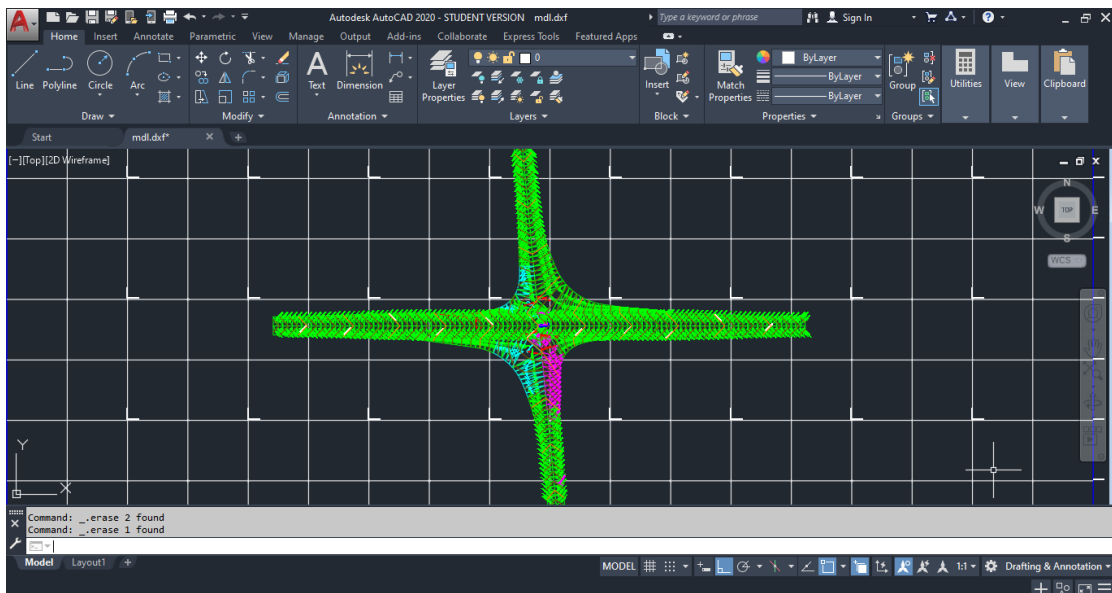 Autodesk AutoCAD 2020 - STUDENT VERSION mdl.dxf
Type a keyword or phrase
Sign In
Home Insert Annotate Parametric View Manage Output Add-ins Collaborate Express Tools Featured Apps
0
ByLayer
ByLayer
ByLayer
Line Polyline Circle Arc
Text Dimension
Layer Properties
Insert
Match Properties
Group
Utilities
View
Clipboard
Draw Modify Annotation Layers Block Properties Groups
Start mdl.dxf*
[−][Top][2D Wireframe]
N
W TOP E
S
WCS
Y
X
Command: _.erase 2 found
Command: _.erase 1 found
Model Layout1
MODEL 1:1 Drafting & Annotation